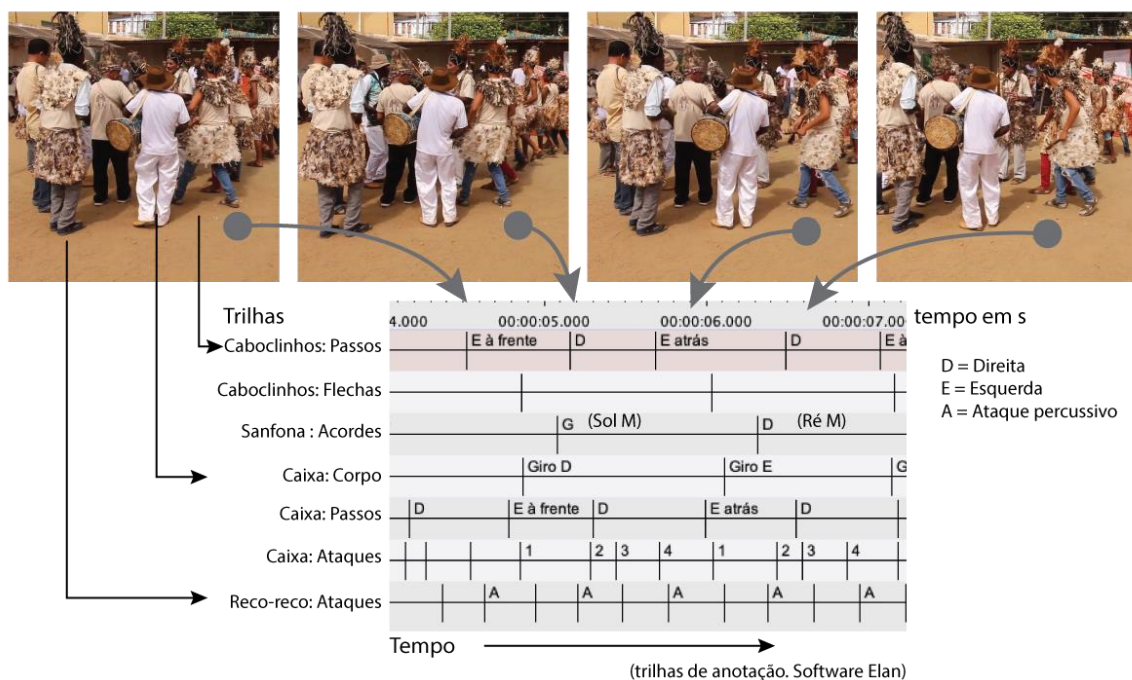 Trilhas
4.000 00:00:05.000 00:00:06.000 00:00:07.0 tempo em s
Caboclinhos: Passos E à frente D E atrás D E à
D = Direita
E = Esquerda
A = Ataque percussivo
Caboclinhos: Flechas
Sanfona : Acordes G (Sol M) D (Ré M)
Caixa: Corpo Giro D Giro E G
Caixa: Passos D E à frente D E atrás D
Caixa: Ataques 1 2 3 4 1 2 3 4
Reco-reco: Ataques A A A A A
Tempo
(trilhas de anotação. Software Elan)